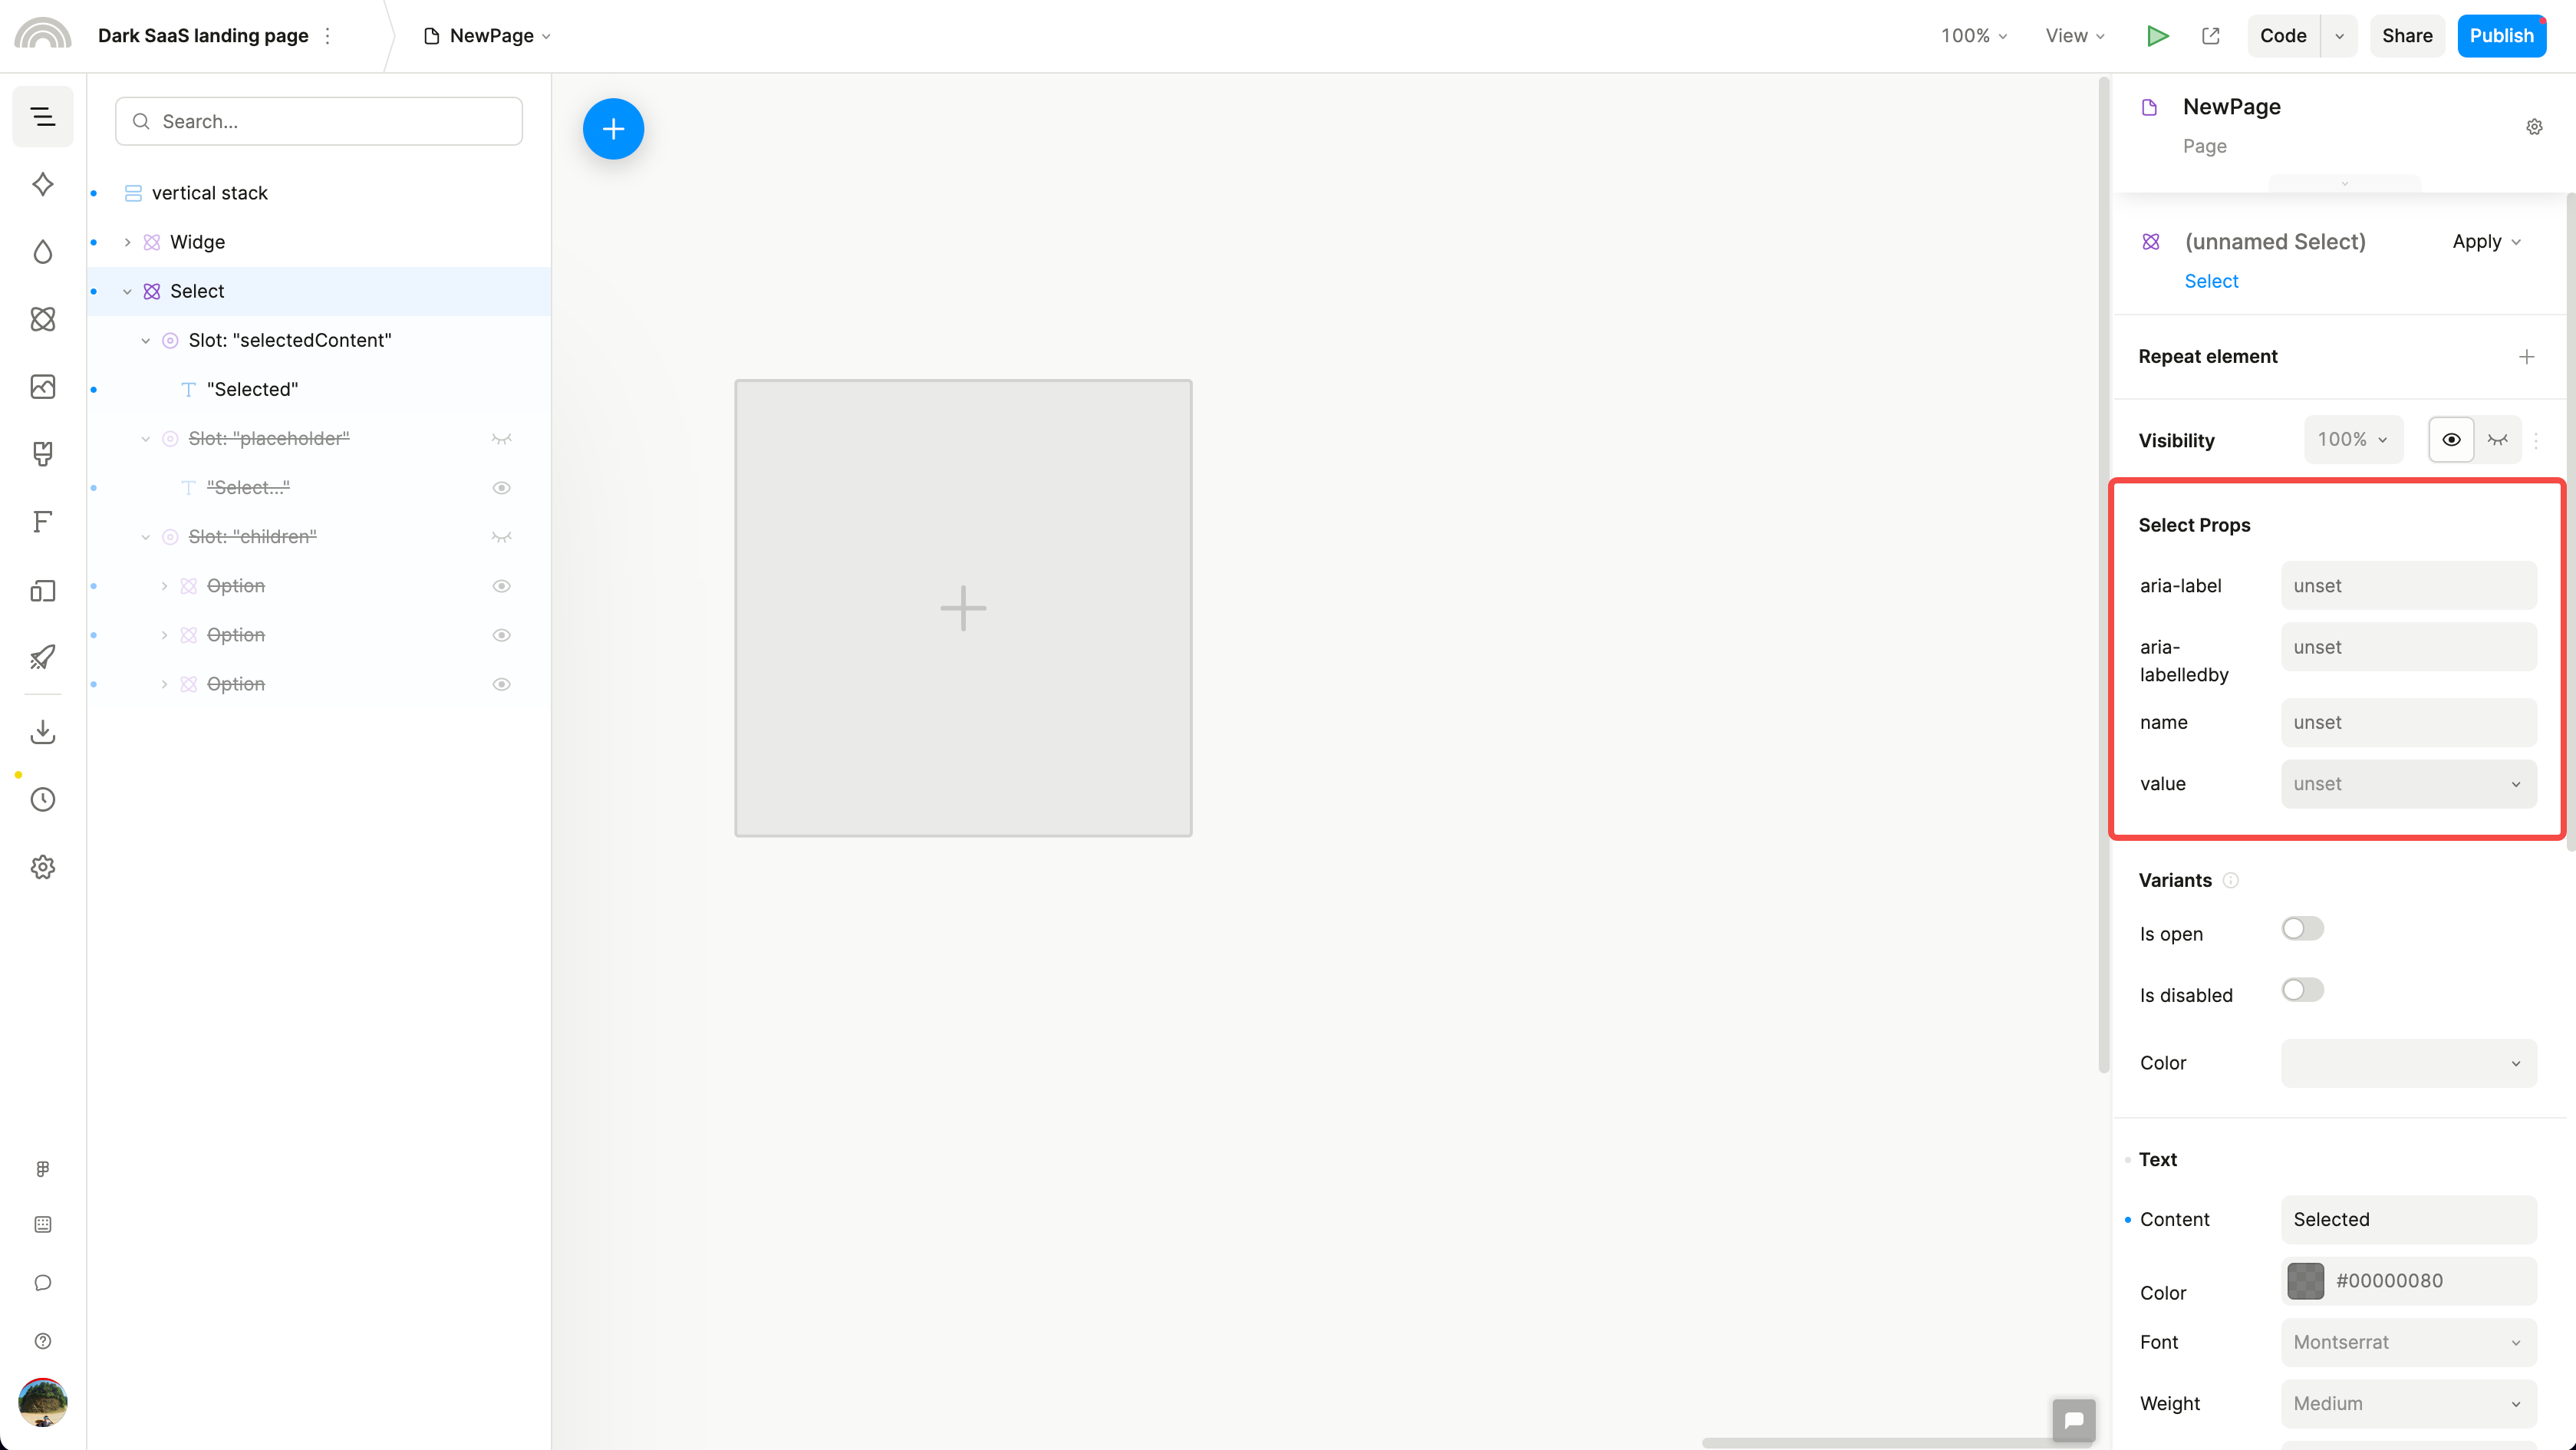 Dark SaaS landing page
NewPage
100%
View
Code
Share
Publish
Search...
vertical stack
Widge
Select
Slot: "selectedContent"
"Selected"
Slot: "placeholder"
"Select..."
Slot: "children"
Option
Option
Option
NewPage
Page
(unnamed Select)
Apply
Select
Repeat element
Visibility
100%
Select Props
aria-label
unset
aria-
labelledby
unset
name
unset
value
unset
Variants
Is open
Is disabled
Color
Text
Content
Selected
Color
#00000080
Font
Montserrat
Weight
Medium